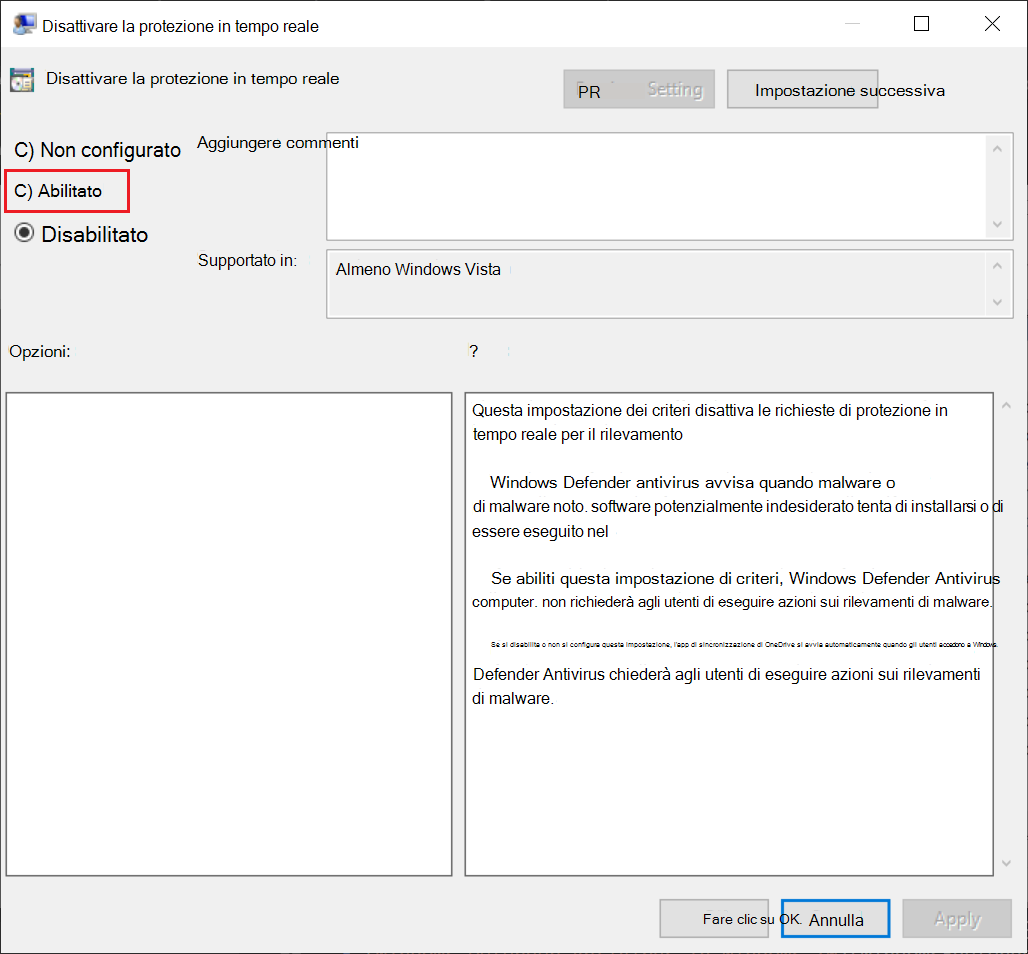 Disattivare la protezione in tempo reale
Disattivare la protezione in tempo reale
PR Setting
Impostazione successiva
C) Non configurato
Aggiungere commenti
C) Abilitato
Disabilitato
Supportato in:
Almeno Windows Vista
Opzioni:
?
Questa impostazione dei criteri disattiva le richieste di protezione in
tempo reale per il rilevamento
Windows Defender antivirus avvisa quando malware o
di malware noto. software potenzialmente indesiderato tenta di installarsi o di
essere eseguito nel
Se abiliti questa impostazione di criteri, Windows Defender Antivirus
computer. non richiederà agli utenti di eseguire azioni sui rilevamenti di malware.
Se si disabilita o non si configura questa impostazione, l'app di sincronizzazione di OneDrive si avvia automaticamente quando gli utenti accedono a Windows.
Defender Antivirus chiederà agli utenti di eseguire azioni sui rilevamenti
di malware.
Fare clic su OK.
Annulla
Apply